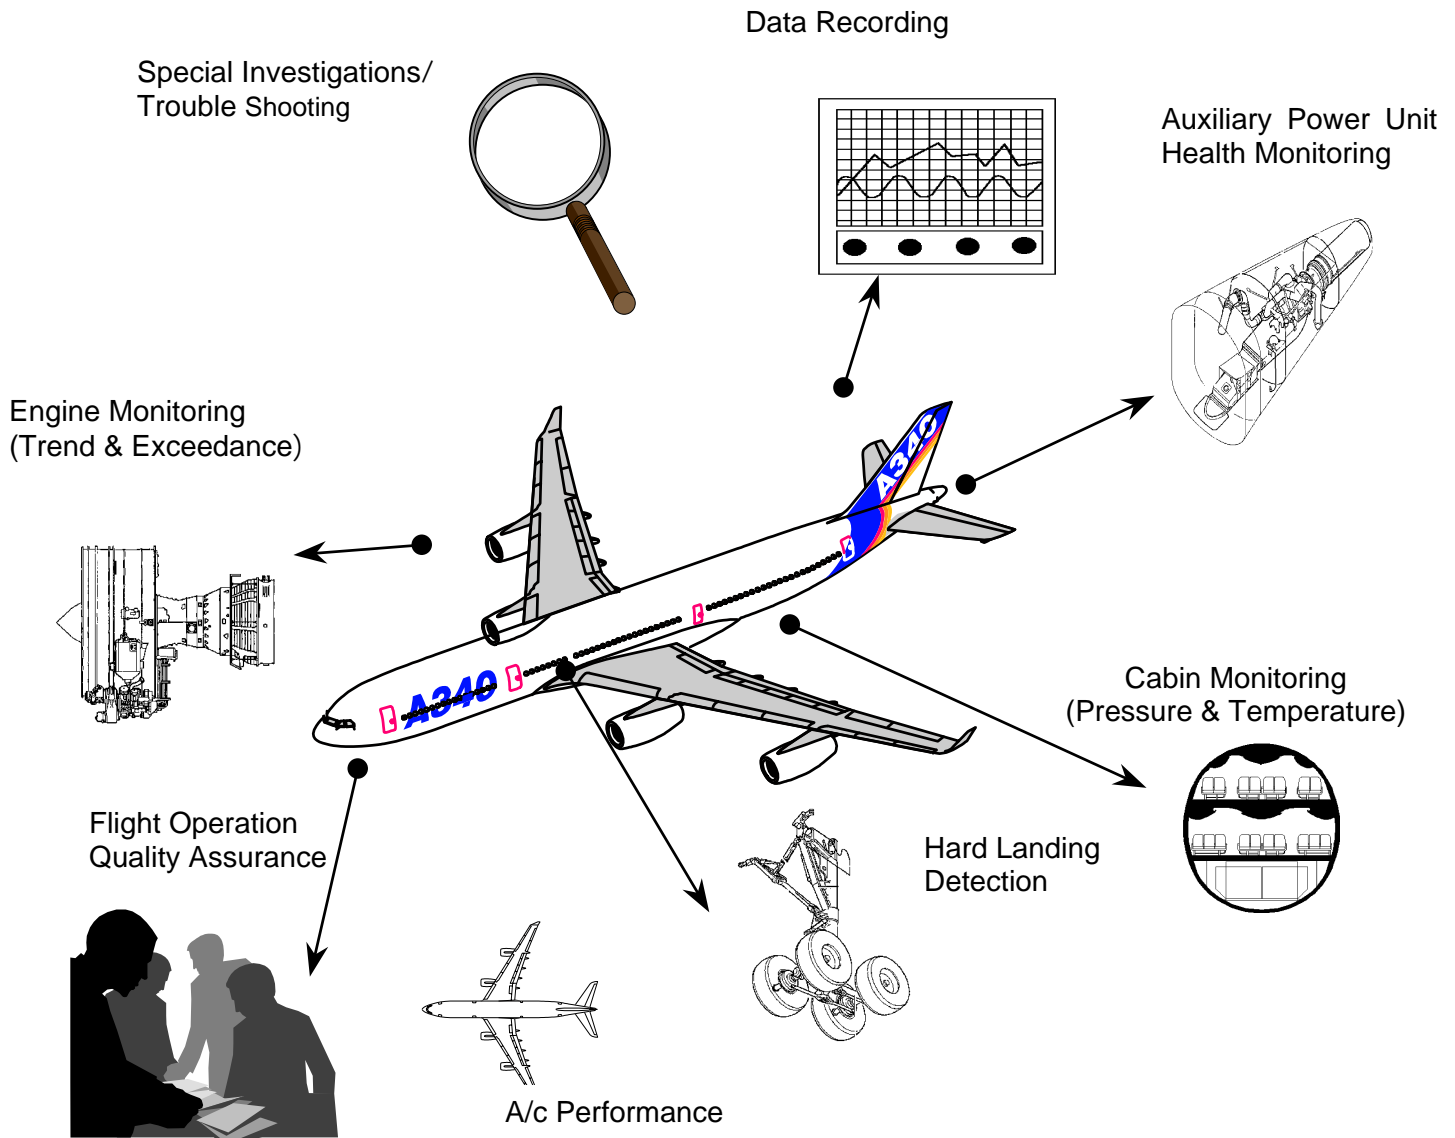 Data Recording
Special Investigations/
Trouble Shooting
Auxiliary Power Unit
Health Monitoring
Engine Monitoring
(Trend & Exceedance)
A340
A340
Cabin Monitoring
(Pressure & Temperature)
Flight Operation
Quality Assurance
Hard Landing
Detection
A/c Performance